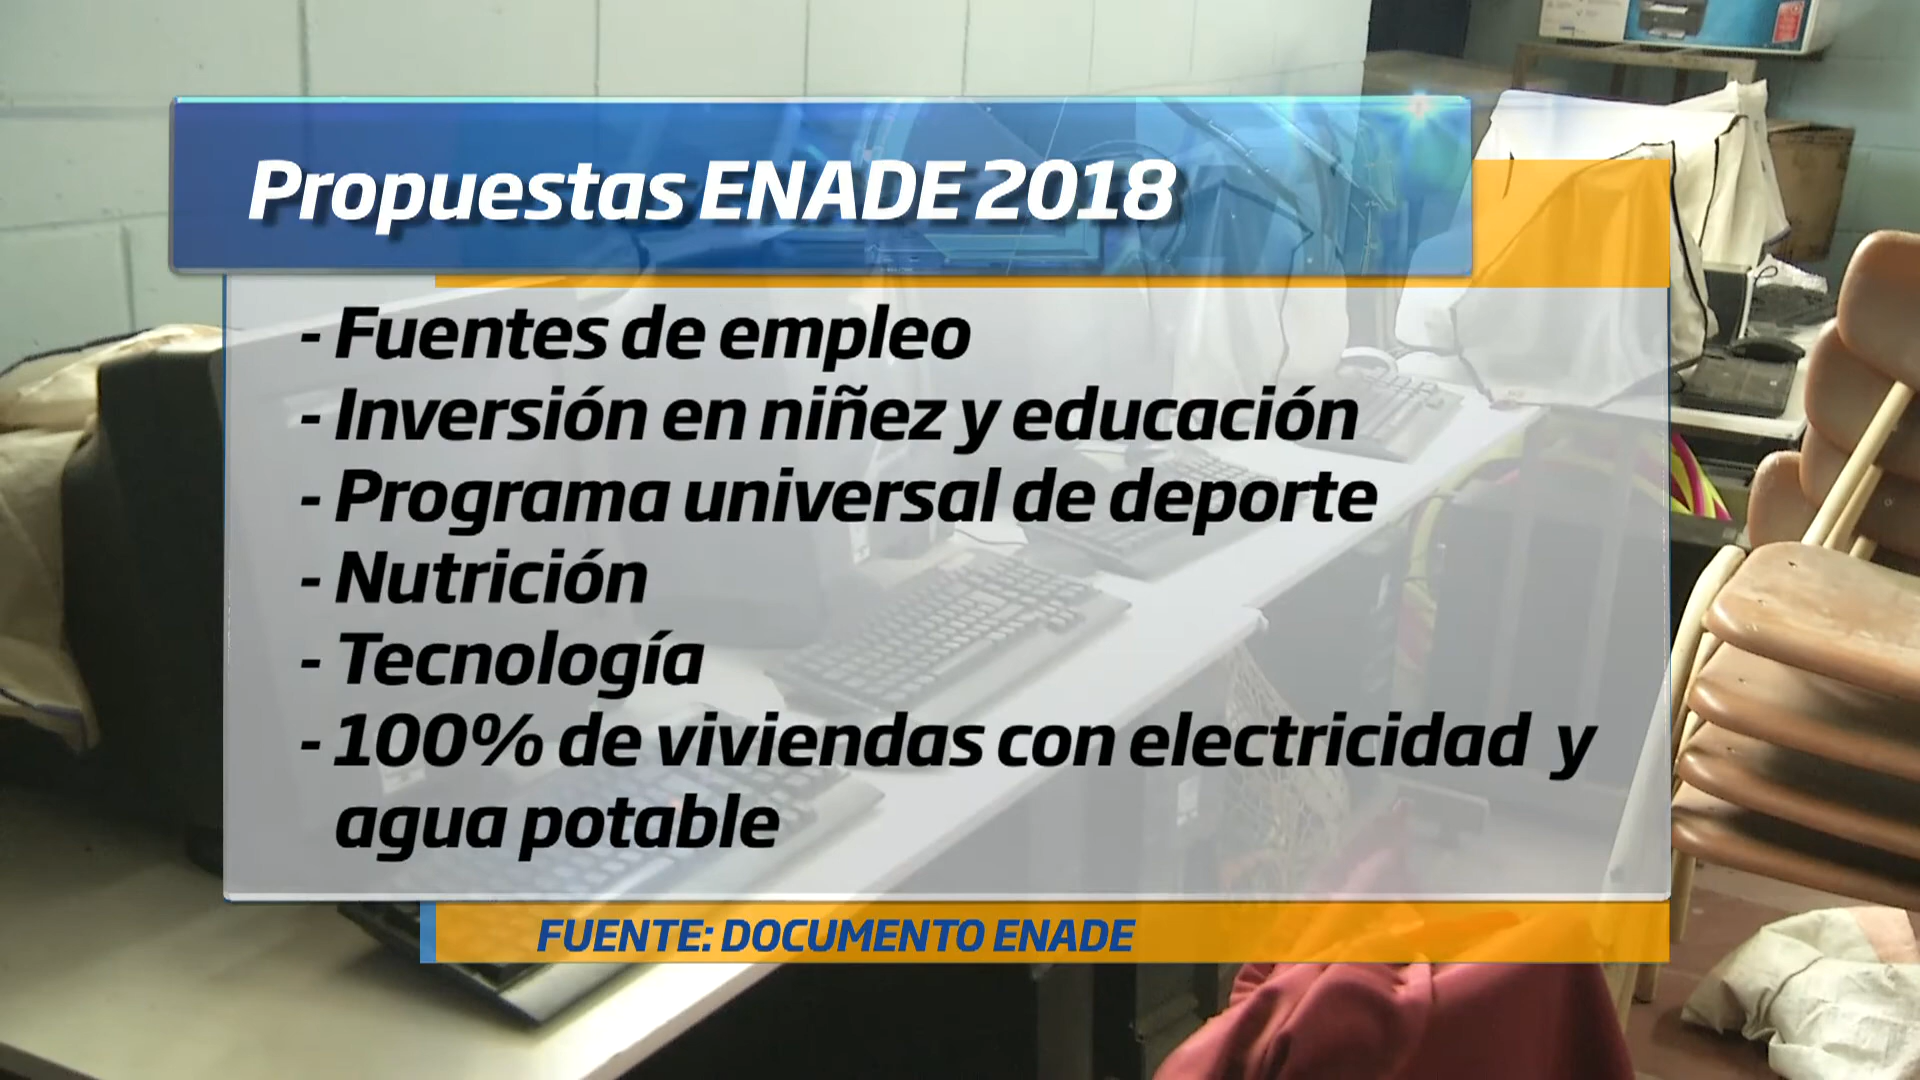 Propuestas ENADE 2018
- Fuentes de empleo
- Inversión en niñez y educación
- Programa universal de deporte
- Nutrición
- Tecnología
- 100% de viviendas con electricidad y
agua potable
FUENTE: DOCUMENTO ENADE